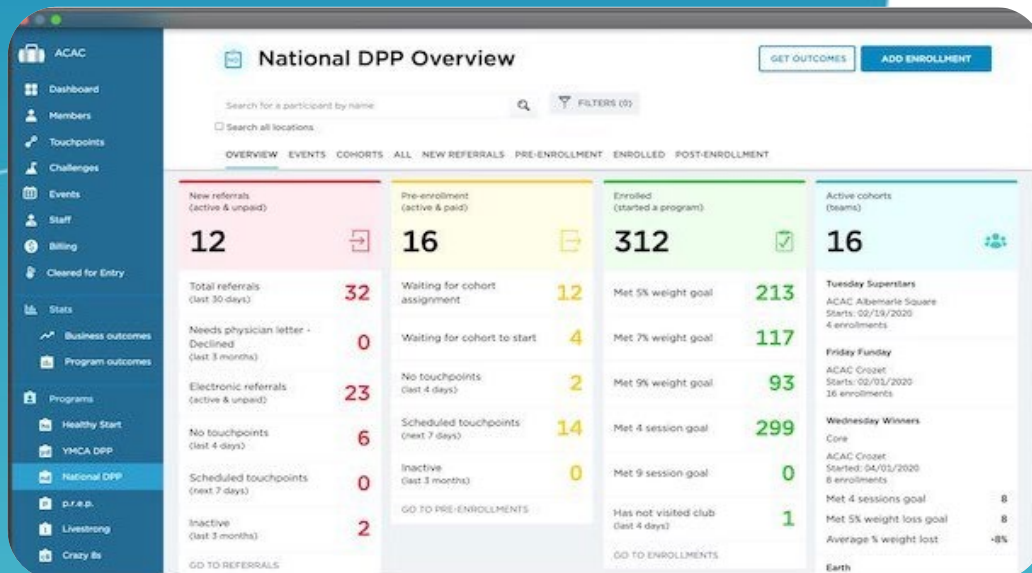 ACAC
Dashboard
Members
Touchpoints
Challenges
Events
Staff
Billing
Cleared for Entry
Stats
Business outcomes
Program outcomes
Programs
Healthy Start
YMCA DPP
National DPP
p.r.e.p.
Livestrong
Crazy 8s
National DPP Overview
GET OUTCOMES
ADD ENROLLMENT
Search for a participant by name
FILTERS (0)
Search all locations
OVERVIEW EVENTS COHORTS ALL NEW REFERRALS PRE-ENROLLMENT ENROLLED POST-ENROLLMENT
New referrals
(active & unpaid)
12
Total referrals
(last 30 days)
32
Needs physician letter -
Declined
(last 3 months)
0
Electronic referrals
(active & unpaid)
23
No touchpoints
(last 4 days)
6
Scheduled touchpoints
(next 7 days)
0
Inactive
(last 3 months)
2
GO TO REFERRALS
Pre-enrollment
(active & paid)
16
Waiting for cohort
assignment
12
Waiting for cohort to start
4
No touchpoints
(last 4 days)
2
Scheduled touchpoints
(next 7 days)
14
Inactive
(last 3 months)
0
GO TO PRE-ENROLLMENTS
Enrolled
(started a program)
312
Met 5% weight goal
213
Met 7% weight goal
117
Met 9% weight goal
93
Met 4 session goal
299
Met 9 session goal
0
Has not visited club
(last 4 days)
1
GO TO ENROLLMENTS
Active cohorts
(teams)
16
Tuesday Superstars
ACAC Albemarle Square
Starts: 02/19/2020
4 enrollments
Friday Funday
ACAC Crozet
Starts: 02/01/2020
16 enrollments
Wednesday Winners
Core
ACAC Crozet
Started: 04/01/2020
8 enrollments
Met 4 sessions goal
8
Met 5% weight loss goal
8
Average % weight lost
-8%
Earth